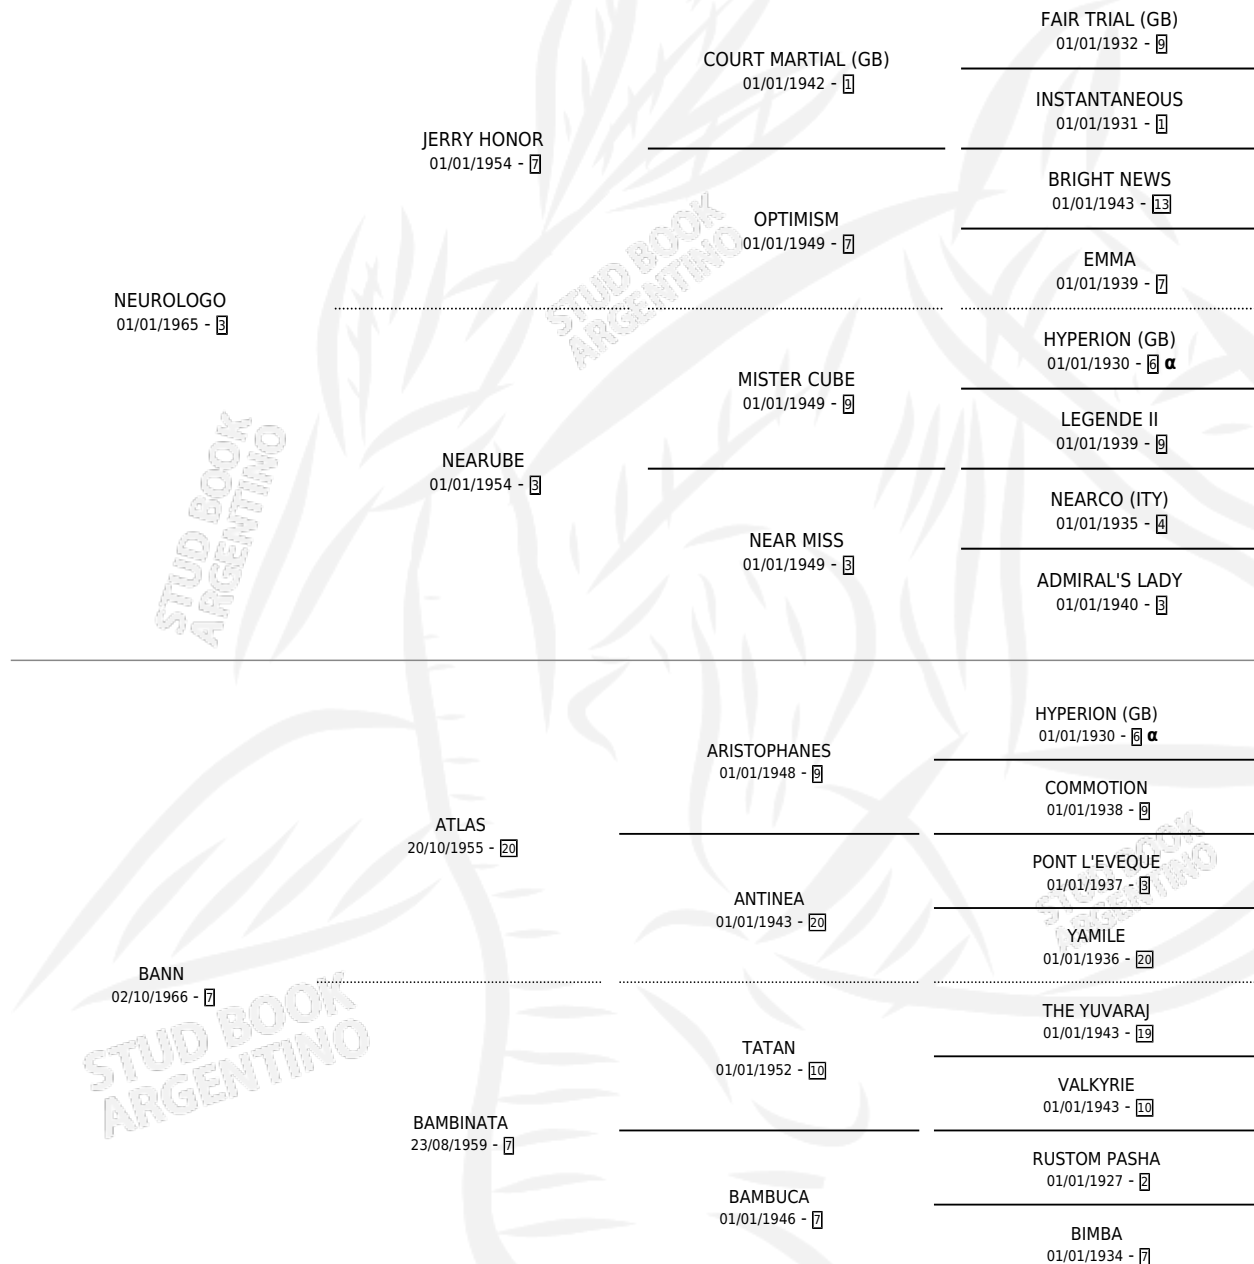 FAIR TRIAL (GB)
01/01/1932 - 9
COURT MARTIAL (GB)
01/01/1942 - 1
INSTANTANEOUS
01/01/1931 - 1
JERRY HONOR
01/01/1954 - 7
BRIGHT NEWS
01/01/1943 - 13
OPTIMISM
01/01/1949 - 7
EMMA
01/01/1939 - 7
NEUROLOGO
01/01/1965 - 3
HYPERION (GB)
01/01/1930 - 6 α
MISTER CUBE
01/01/1949 - 9
LEGENDE II
01/01/1939 - 9
NEARUBE
01/01/1954 - 3
NEARCO (ITY)
01/01/1935 - 4
NEAR MISS
01/01/1949 - 3
ADMIRAL'S LADY
01/01/1940 - 3
HYPERION (GB)
01/01/1930 - 6 α
ARISTOPHANES
01/01/1948 - 9
COMMOTION
01/01/1938 - 9
ATLAS
20/10/1955 - 20
PONT L'EVEQUE
01/01/1937 - 3
ANTINEA
01/01/1943 - 20
YAMILE
01/01/1936 - 20
BANN
02/10/1966 - 7
THE YUVARAJ
01/01/1943 - 19
TATAN
01/01/1952 - 10
VALKYRIE
01/01/1943 - 10
BAMBINATA
23/08/1959 - 7
RUSTOM PASHA
01/01/1927 - 2
BAMBUCA
01/01/1946 - 7
BIMBA
01/01/1934 - 7
STUD BOOK
ARGENTINO
STUD BOOK
ARGENTINO
STUD BOOK
ARGENTINO
STUD BOOK
ARGENTINO